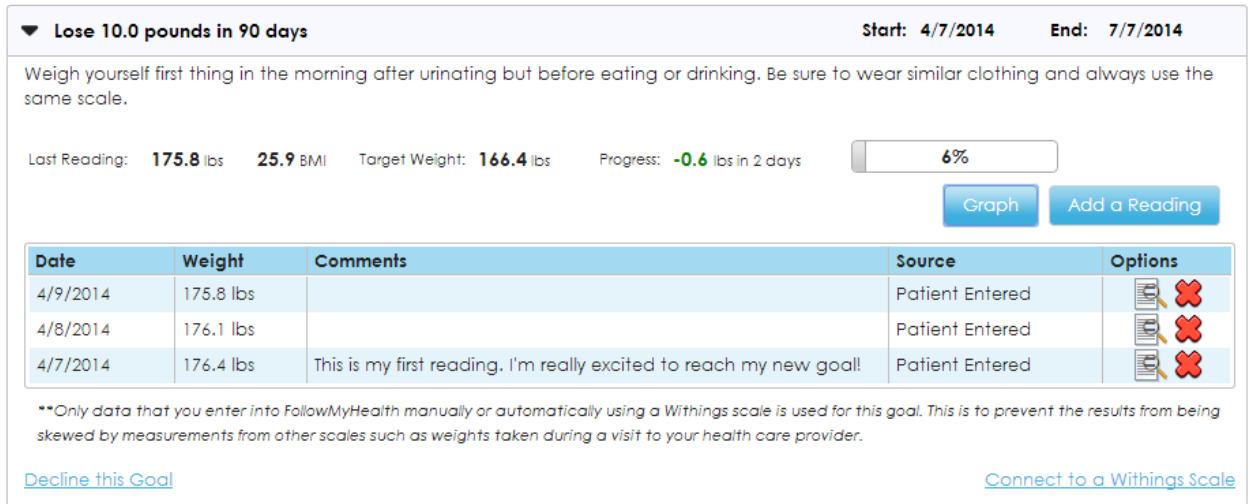 Lose 10.0 pounds in 90 days Start: 4/7/2014 End: 7/7/2014
Weigh yourself first thing in the morning after urinating but before eating or drinking. Be sure to wear similar clothing and always use the
same scale.
Last Reading: 175.8 lbs 25.9 BMI Target Weight: 166.4 lbs Progress: -0.6 lbs in 2 days 6%
Graph Add a Reading
Date Weight Comments Source Options
4/9/2014 175.8 lbs Patient Entered
4/8/2014 176.1 lbs Patient Entered
4/7/2014 176.4 lbs This is my first reading. I'm really excited to reach my new goal! Patient Entered
**Only data that you enter into FollowMyHealth manually or automatically using a Withings scale is used for this goal. This is to prevent the results from being
skewed by measurements from other scales such as weights taken during a visit to your health care provider.
Decline this Goal Connect to a Withings Scale